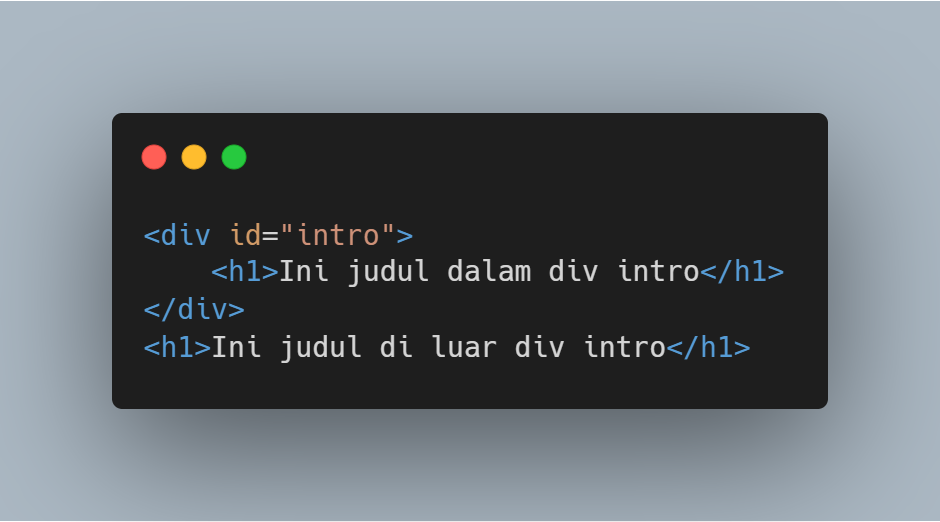 <div id="intro">
    <h1>Ini judul dalam div intro</h1>
</div>
<h1>Ini judul di luar div intro</h1>